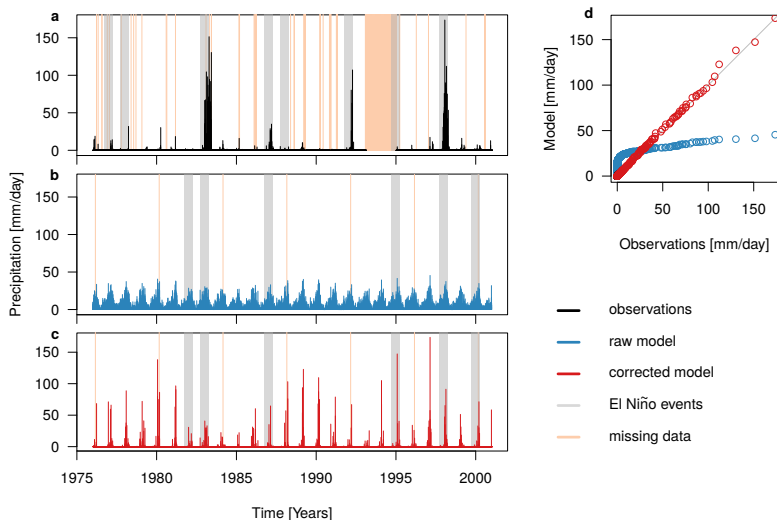 a
150
100
50
0
b
150
100
50
0
c
150
100
50
0
Precipitation [mm/day]
1975 1980 1985 1990 1995 2000
Time [Years]
d
150
100
50
0
Model [mm/day]
0 50 100 150
Observations [mm/day]
observations
raw model
corrected model
El Niño events
missing data